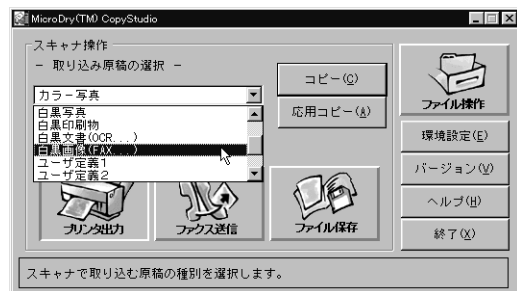 MicroDry(TM) CopyStudio
スキャナ操作
－ 取り込み原稿の選択 －
カラー写真
白黒写真
白黒印刷物
白黒文書(OCR...)
白黒画像(FAX...)
ユーザ定義1
ユーザ定義2
コピー(C)
応用コピー(A)
プリンタ出力
ファクス送信
ファイル保存
ファイル操作
環境設定(E)
バージョン(V)
ヘルプ(H)
終了(X)
スキャナで取り込む原稿の種別を選択します。